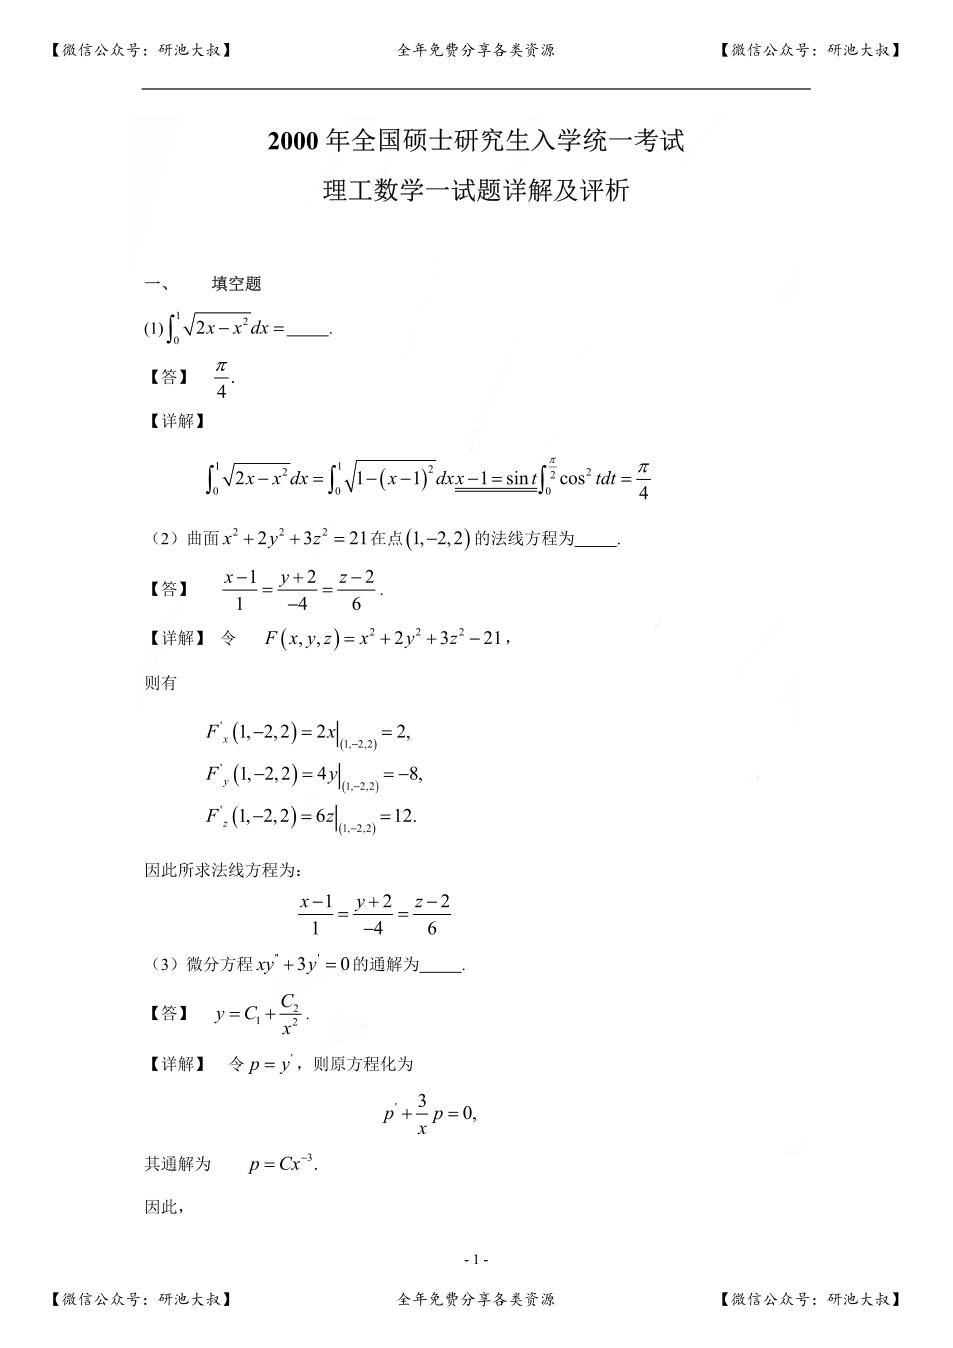 【微信公众号：研池大叔】 全年免费分享各类资源 【微信公众号：研池大叔】
2000 年全国硕士研究生入学统一考试
理工数学一试题详解及评析
一、 填空题
(1) ∫₀¹ √(2x − x²) dx = _____.
【答】 π/4.
【详解】
∫₀¹ √(2x − x²) dx = ∫₀¹ √(1 − (x − 1)²) dx x − 1 = sin t ∫₀^(π/2) cos² tdt = π/4
（2）曲面 x² + 2y² + 3z² = 21 在点 (1, −2, 2) 的法线方程为_____.
【答】 (x − 1)/1 = (y + 2)/−4 = (z − 2)/6.
【详解】 令 F(x, y, z) = x² + 2y² + 3z² − 21，
则有
F'ₓ(1, −2, 2) = 2x|(1,−2,2) = 2,
F'_y(1, −2, 2) = 4y|(1,−2,2) = −8,
F'_z(1, −2, 2) = 6z|(1,−2,2) = 12.
因此所求法线方程为：
(x − 1)/1 = (y + 2)/−4 = (z − 2)/6
（3）微分方程 xy" + 3y' = 0 的通解为_____.
【答】 y = C₁ + C₂/x².
【详解】 令 p = y'，则原方程化为
p' + (3/x) p = 0,
其通解为 p = Cx⁻³.
因此，
- 1 -
【微信公众号：研池大叔】 全年免费分享各类资源 【微信公众号：研池大叔】